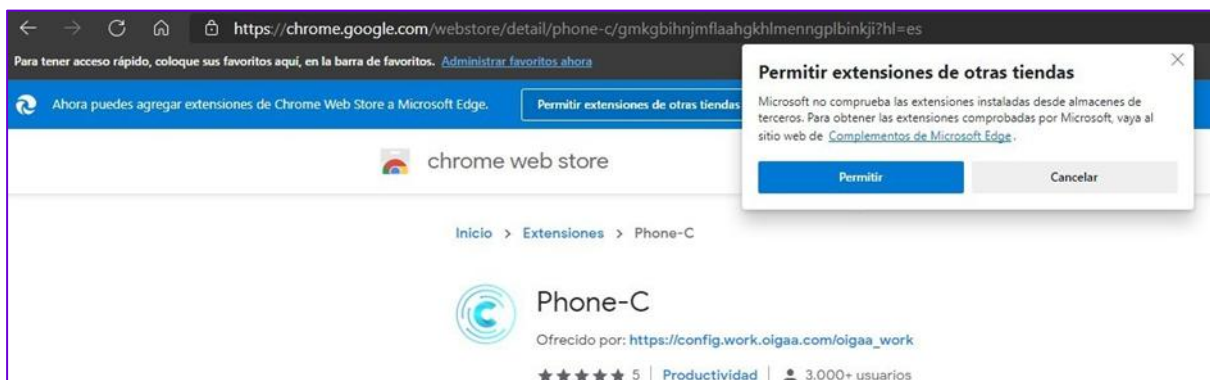 https://chrome.google.com/webstore/detail/phone-c/gmkgbihnjmflaahgkhlmenngplbinkji?hl=es
Para tener acceso rápido, coloque sus favoritos aquí, en la barra de favoritos. Administrar favoritos ahora
Ahora puedes agregar extensiones de Chrome Web Store a Microsoft Edge.
Permitir extensiones de otras tiendas
Permitir extensiones de otras tiendas
Microsoft no comprueba las extensiones instaladas desde almacenes de
terceros. Para obtener las extensiones comprobadas por Microsoft, vaya al
sitio web de Complementos de Microsoft Edge.
Permitir
Cancelar
chrome web store
Inicio > Extensiones > Phone-C
Phone-C
Ofrecido por: https://config.work.oigaa.com/oigaa_work
★★★★★ 5 | Productividad | 3.000+ usuarios